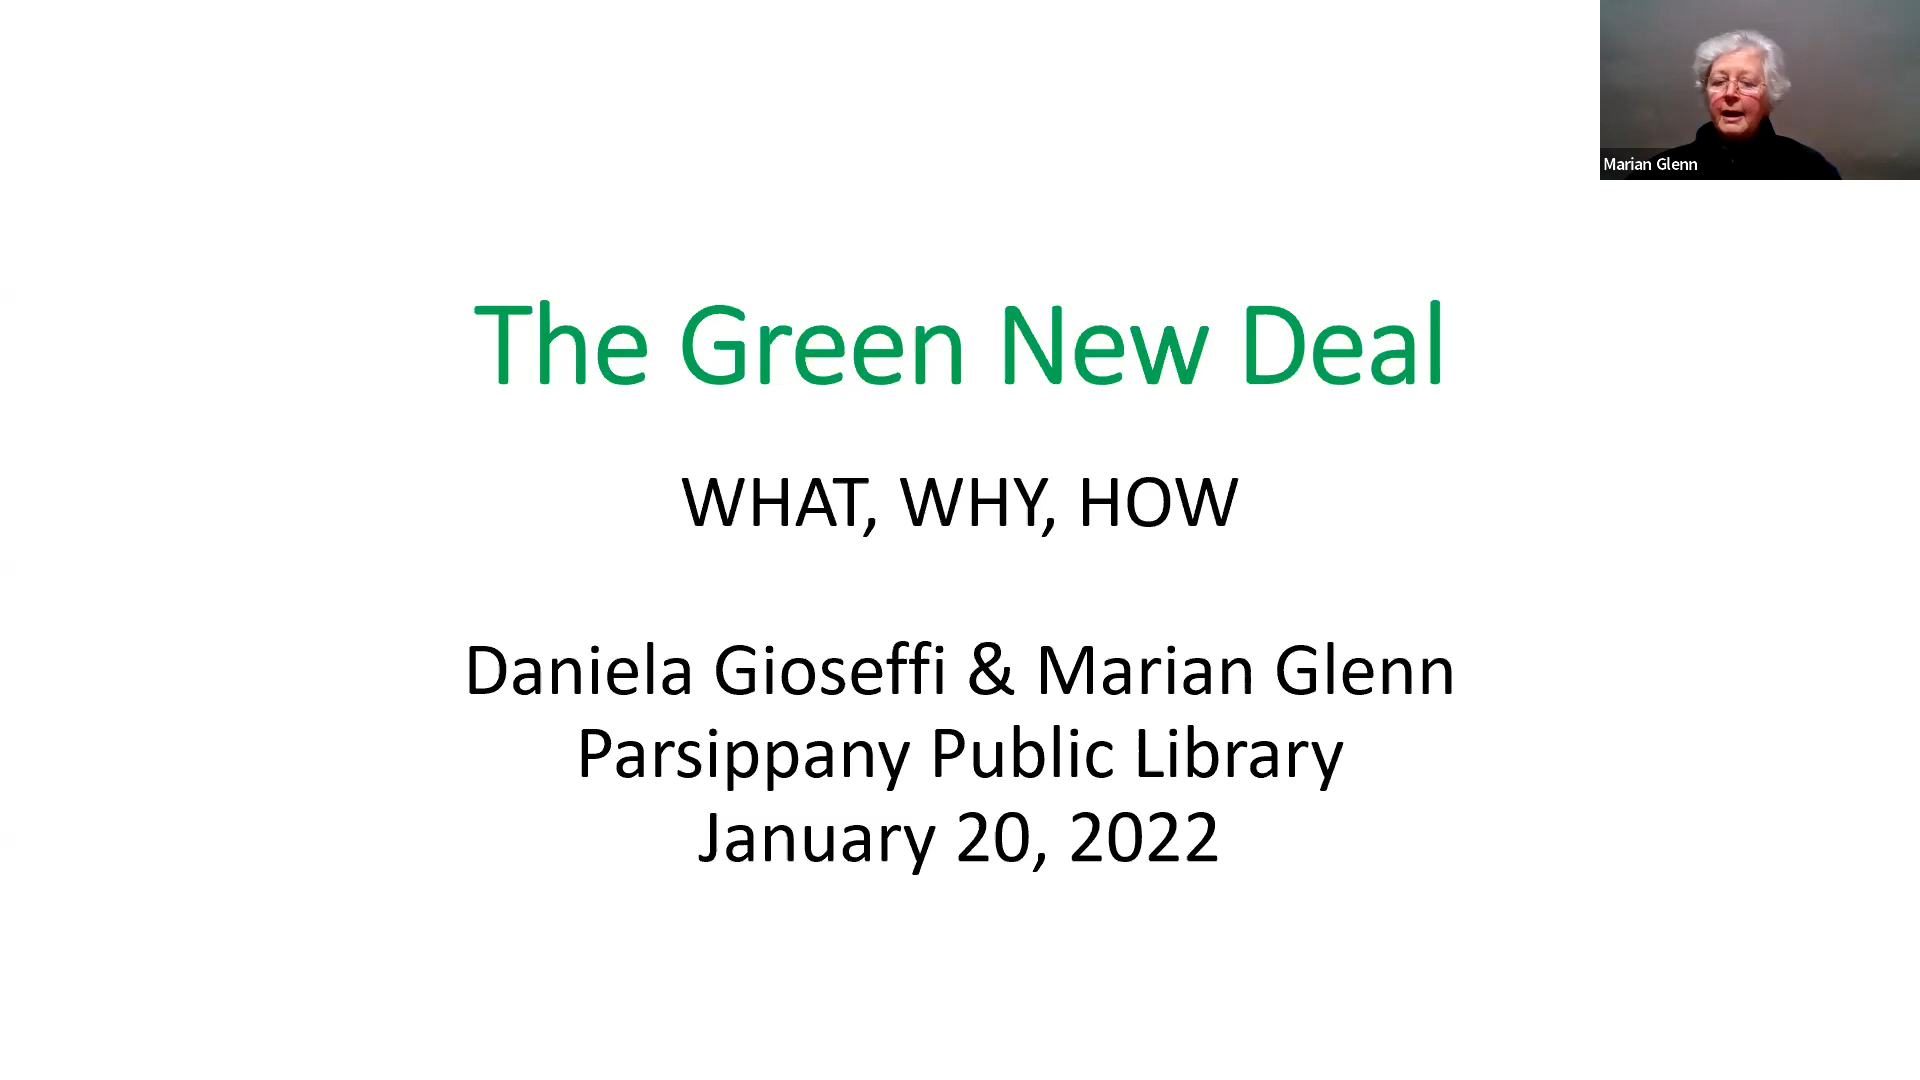 Marian Glenn
The Green New Deal
WHAT, WHY, HOW
Daniela Gioseffi & Marian Glenn
Parsippany Public Library
January 20, 2022